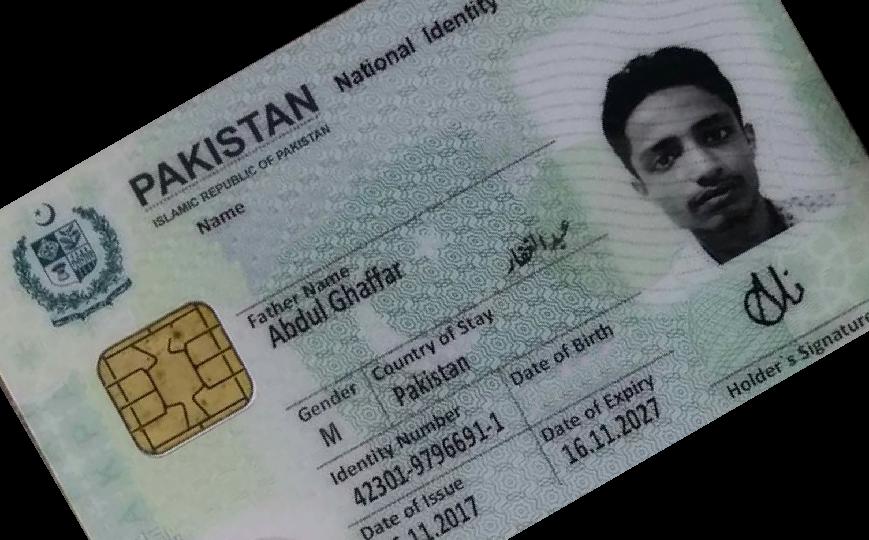 PAKISTAN National Identity
ISLAMIC REPUBLIC OF PAKISTAN
Name
Father Name
Abdul Ghaffar
عبدالغفار
Gender
M
Country of Stay
Pakistan
Identity Number
42301-9796691-1
Date of Birth
Date of Issue
.11.2017
Date of Expiry
16.11.2027
Holder's Signature